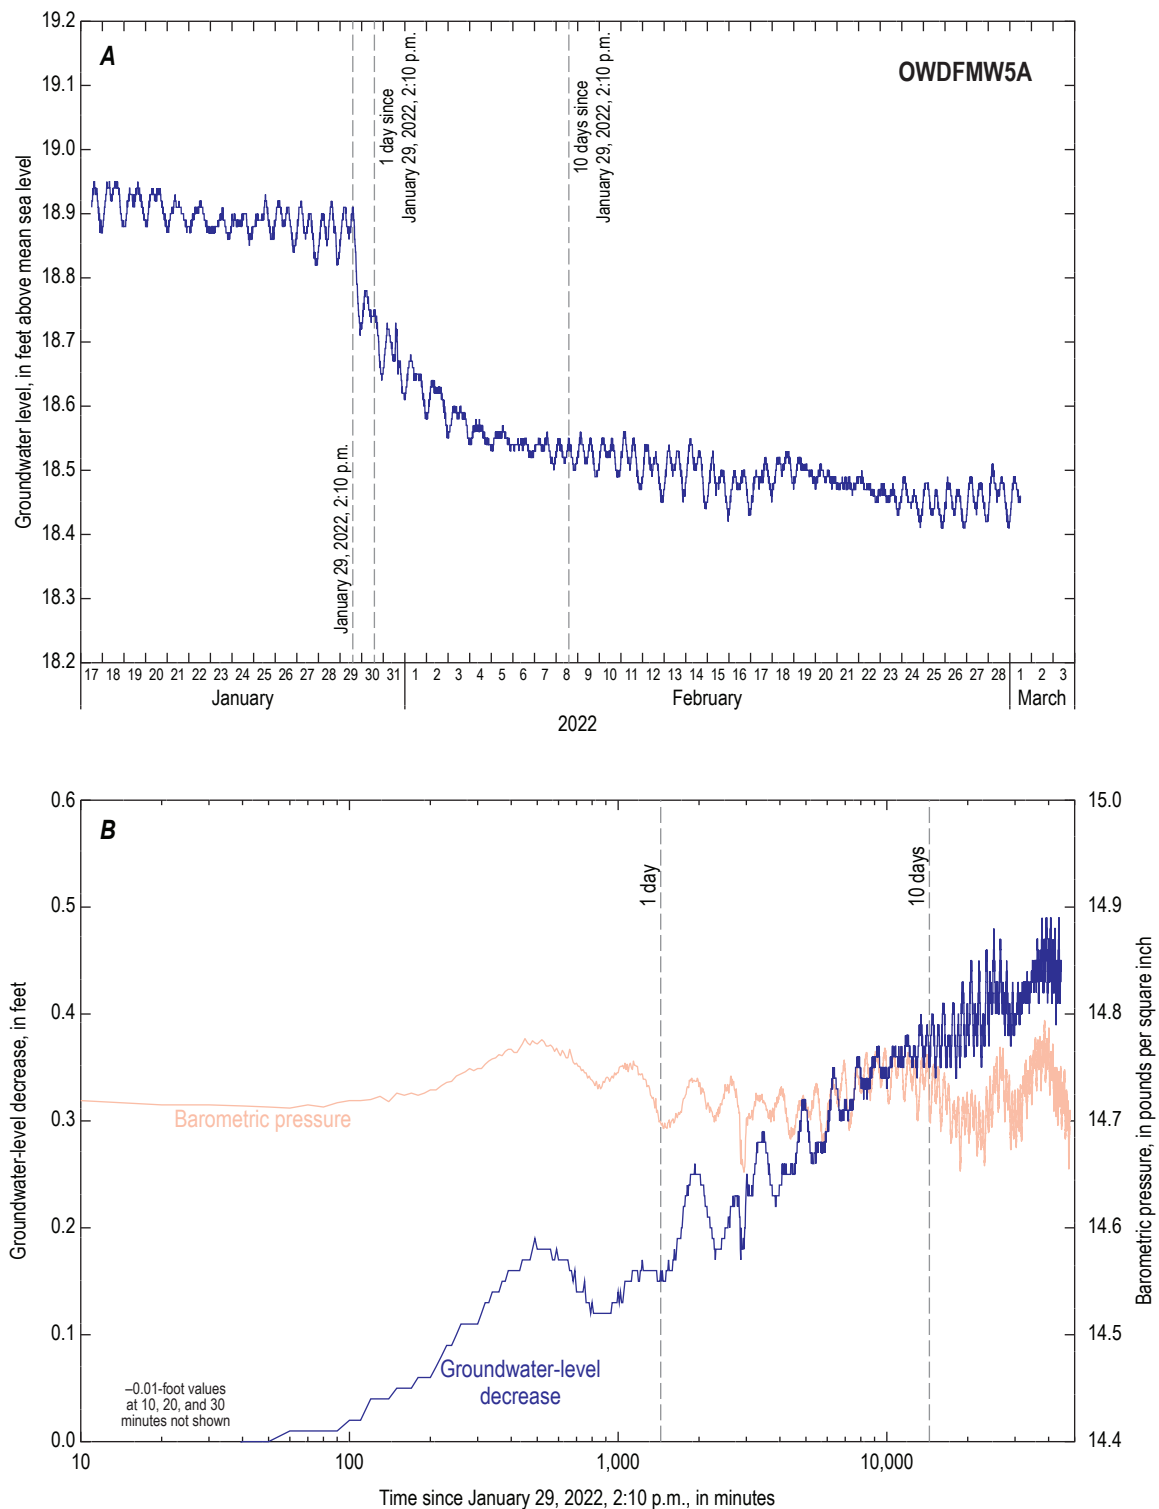 A
OWDFMW5A
Groundwater level, in feet above mean sea level
19.2
19.1
19.0
18.9
18.8
18.7
18.6
18.5
18.4
18.3
18.2
January 29, 2022, 2:10 p.m.
1 day since
January 29, 2022, 2:10 p.m.
10 days since
January 29, 2022, 2:10 p.m.
17 18 19 20 21 22 23 24 25 26 27 28 29 30 31 1 2 3 4 5 6 7 8 9 10 11 12 13 14 15 16 17 18 19 20 21 22 23 24 25 26 27 28 1 2 3
January February March
2022
B
Groundwater-level decrease, in feet
0.6
0.5
0.4
0.3
0.2
0.1
0.0
1 day
10 days
Barometric pressure
Groundwater-level
decrease
–0.01-foot values
at 10, 20, and 30
minutes not shown
15.0
14.9
14.8
14.7
14.6
14.5
14.4
Barometric pressure, in pounds per square inch
10 100 1,000 10,000
Time since January 29, 2022, 2:10 p.m., in minutes